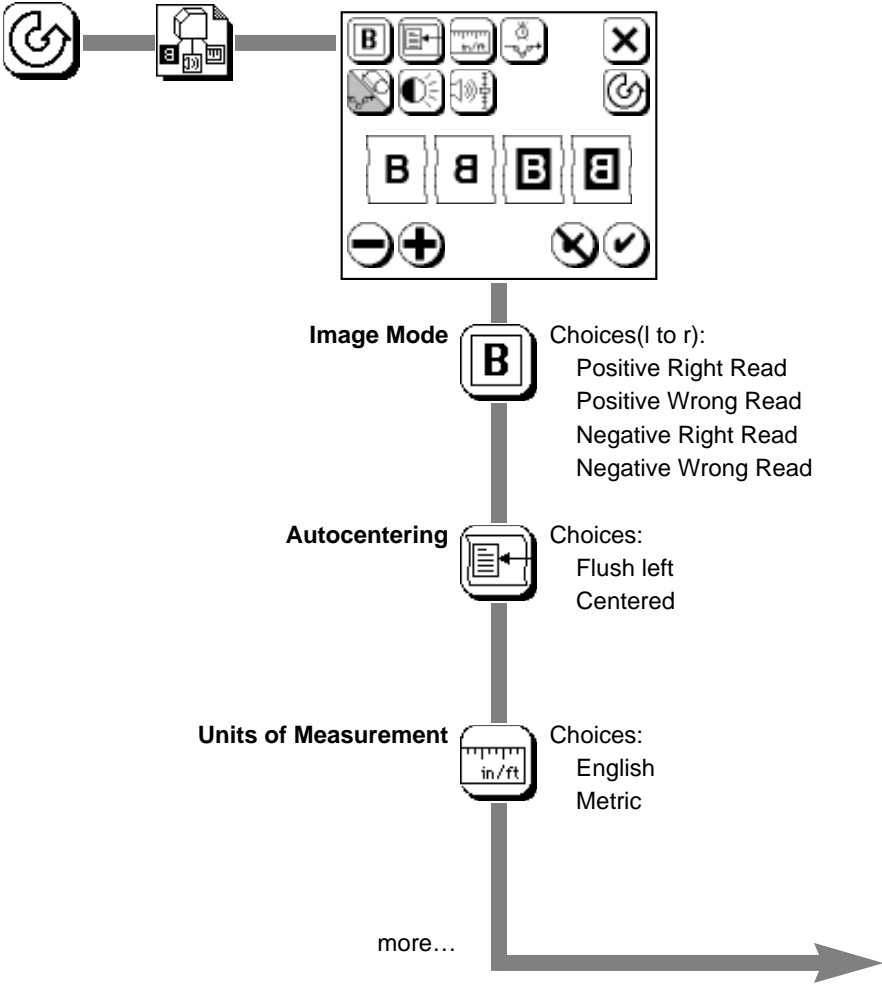 B
in/ft
B B B B
Image Mode
B
Choices(l to r):
Positive Right Read
Positive Wrong Read
Negative Right Read
Negative Wrong Read
Autocentering
Choices:
Flush left
Centered
Units of Measurement
in/ft
Choices:
English
Metric
more…